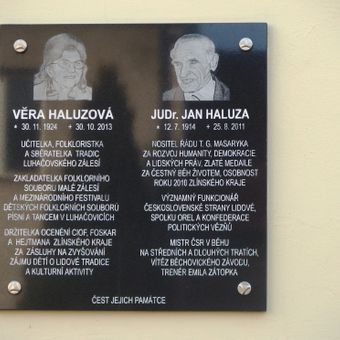 VĚRA HALUZOVÁ
* 30. 11. 1924 + 30. 10. 2013
UČITELKA, FOLKLORISTKA
A SBĚRATELKA TRADIC
LUHAČOVSKÉHO ZÁLESÍ
ZAKLADATELKA FOLKLORNÍHO
SOUBORU MALÉ ZÁLESÍ
A MEZINÁRODNÍHO FESTIVALU
DĚTSKÝCH FOLKLORNÍCH SOUBORŮ
PÍSNÍ A TANCEM V LUHAČOVICÍCH
DRŽITELKA OCENĚNÍ CIOF, FOSKAR
A HEJTMANA ZLÍNSKÉHO KRAJE
ZA ZÁSLUHY NA ZVYŠOVÁNÍ
ZÁJMU DĚTÍ O LIDOVÉ TRADICE
A KULTURNÍ AKTIVITY
JUDr. JAN HALUZA
* 12. 7. 1914 + 25. 8. 2011
NOSITEL ŘÁDU T. G. MASARYKA
ZA ROZVOJ HUMANITY, DEMOKRACIE
A LIDSKÝCH PRÁV, ZLATÉ MEDAILE
ZA ČESTNÝ BĚH ŽIVOTEM, OSOBNOST
ROKU 2010 ZLÍNSKÉHO KRAJE
VÝZNAMNÝ FUNKCIONÁŘ
ČESKOSLOVENSKÉ STRANY LIDOVÉ,
SPOLKU OREL A KONFEDERACE
POLITICKÝCH VĚZŇŮ
MISTR ČSR V BĚHU
NA STŘEDNÍCH A DLOUHÝCH TRATÍCH,
VÍTĚZ BĚCHOVICKÉHO ZÁVODU,
TRENÉR EMILA ZÁTOPKA
ČEST JEJICH PAMÁTCE